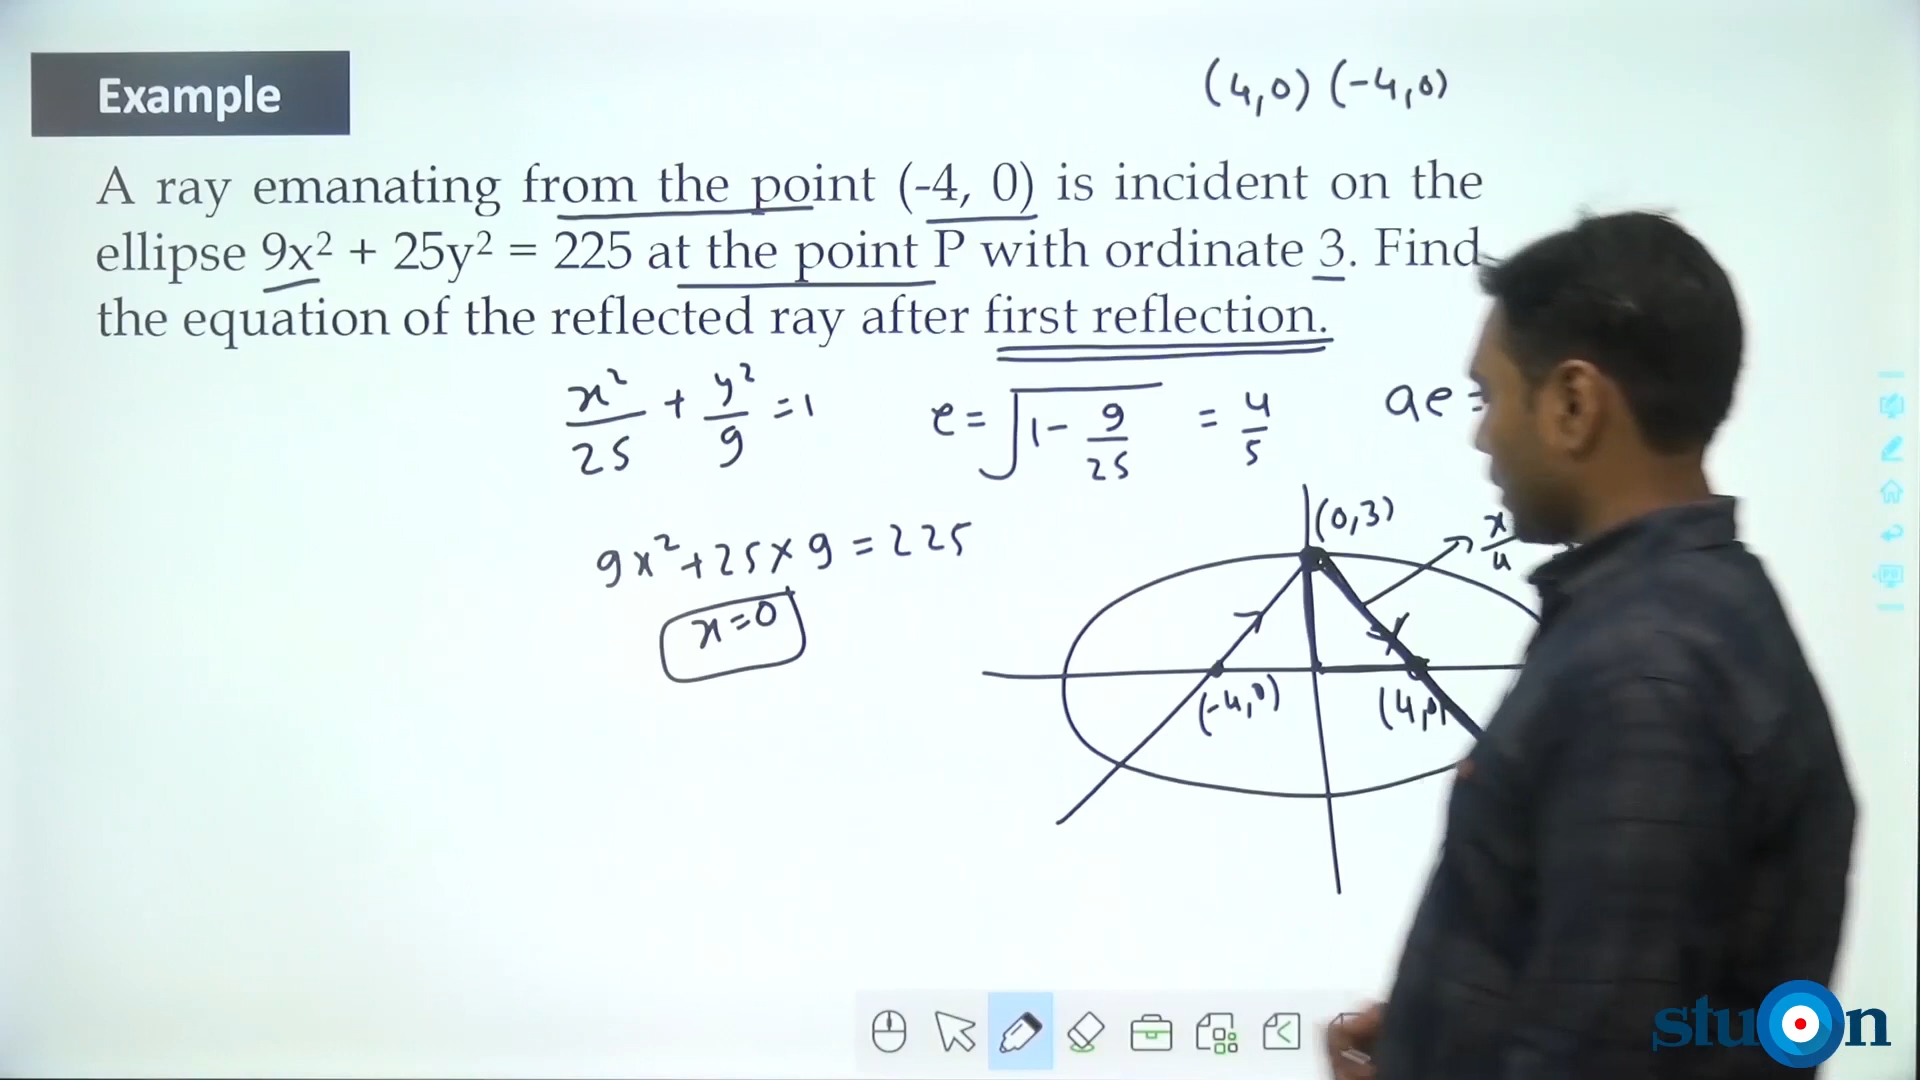 Example
(4,0) (-4,0)
A ray emanating from the point (-4, 0) is incident on the
ellipse 9x² + 25y² = 225 at the point P with ordinate 3. Find
the equation of the reflected ray after first reflection.
x²/25 + y²/9 = 1
e = √(1 - 9/25) = 4/5
ae =
9x² + 25 × 9 = 225
x = 0
(0,3)
x/4
(-4,0)
(4,0)
stuon